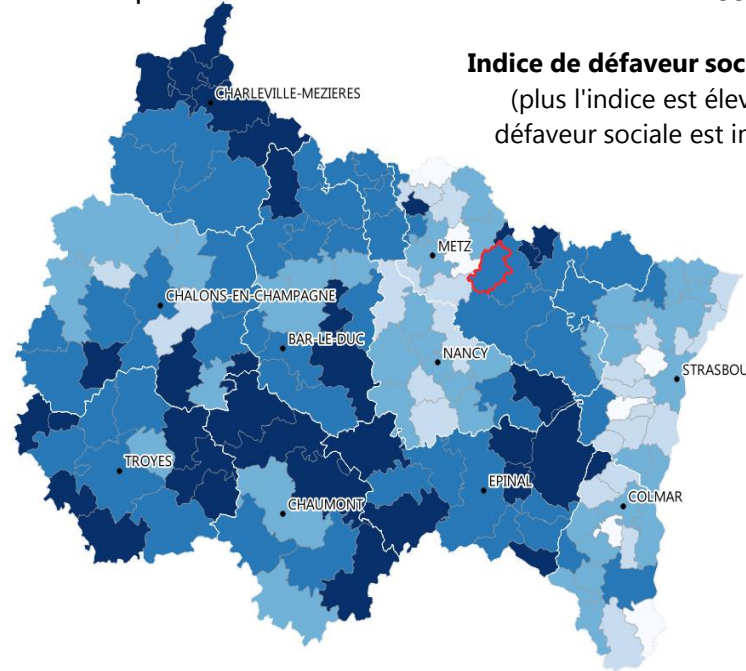 Indice de défaveur soc
(plus l'indice est élev
défaveur sociale est in
CHARLEVILLE-MEZIERES
METZ
CHALONS-EN-CHAMPAGNE
BAR-LE-DUC
NANCY
STRASBOU
TROYES
EPINAL
CHAUMONT
COLMAR